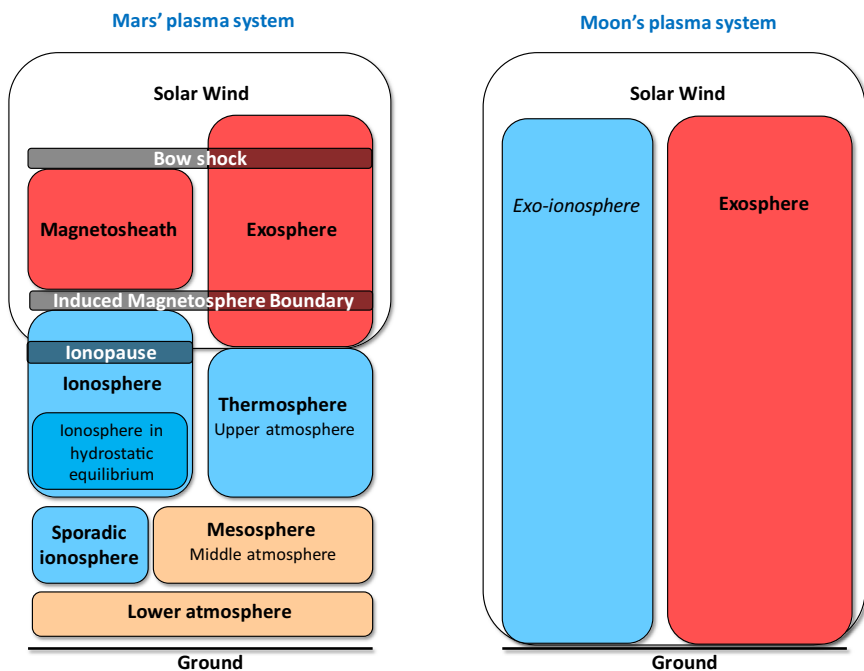 Mars’ plasma system
Solar Wind
Bow shock
Magnetosheath
Exosphere
Induced Magnetosphere Boundary
Ionopause
Ionosphere
Ionosphere in
hydrostatic
equilibrium
Thermosphere
Upper atmosphere
Sporadic
ionosphere
Mesosphere
Middle atmosphere
Lower atmosphere
Ground
Moon’s plasma system
Solar Wind
Exo-ionosphere
Exosphere
Ground